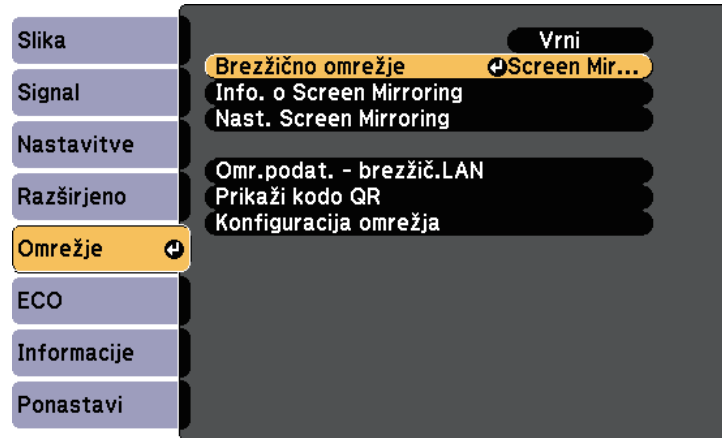 Slika
Signal
Nastavitve
Razširjeno
Omrežje
ECO
Informacije
Ponastavi
Vrni
Brezžično omrežje Screen Mir...
Info. o Screen Mirroring
Nast. Screen Mirroring
Omr.podat. - brezžič.LAN
Prikaži kodo QR
Konfiguracija omrežja